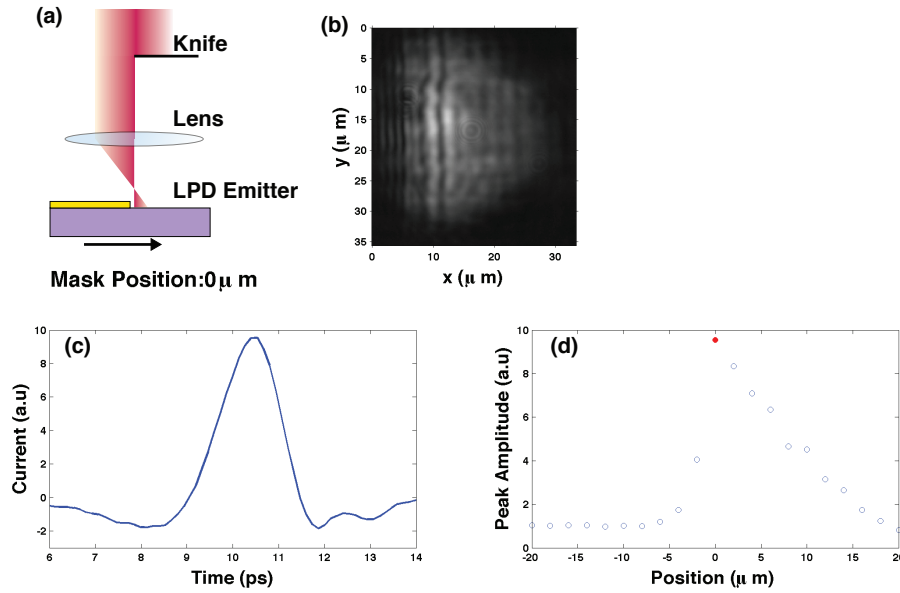 (a)
Knife
Lens
LPD Emitter
Mask Position:0μ m
(b)
0
5
10
15
20
25
30
35
y (μ m)
0 10 20 30
x (μ m)
(c)
10
8
6
4
2
0
-2
Current (a.u)
6 7 8 9 10 11 12 13 14
Time (ps)
(d)
10
8
6
4
2
0
Peak Amplitude (a.u)
-20 -15 -10 -5 0 5 10 15 20
Position (μ m)